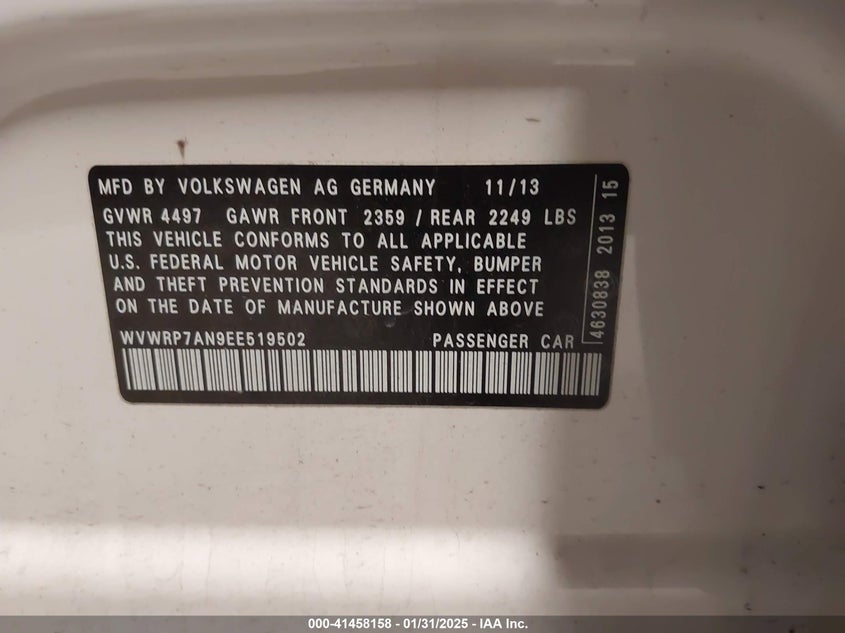 MFD BY VOLKSWAGEN AG GERMANY 11/13
GVWR 4497 GAWR FRONT 2359 / REAR 2249 LBS
THIS VEHICLE CONFORMS TO ALL APPLICABLE
U.S. FEDERAL MOTOR VEHICLE SAFETY, BUMPER
AND THEFT PREVENTION STANDARDS IN EFFECT
ON THE DATE OF MANUFACTURE SHOWN ABOVE
WVWRP7AN9EE519502 PASSENGER CAR
4630838 2013 15
000-41458158 - 01/31/2025 - IAA Inc.